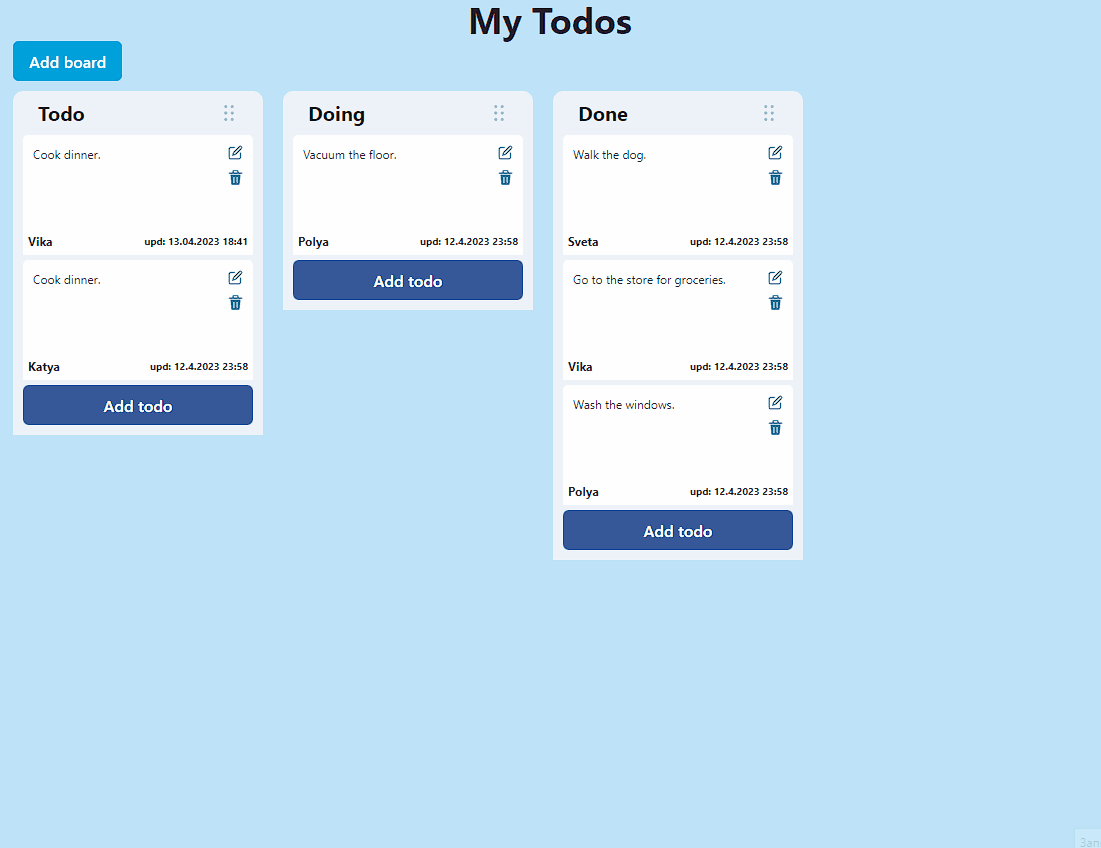 My Todos
Add board
Todo
Cook dinner.
Vika upd: 13.04.2023 18:41
Cook dinner.
Katya upd: 12.4.2023 23:58
Add todo
Doing
Vacuum the floor.
Polya upd: 12.4.2023 23:58
Add todo
Done
Walk the dog.
Sveta upd: 12.4.2023 23:58
Go to the store for groceries.
Vika upd: 12.4.2023 23:58
Wash the windows.
Polya upd: 12.4.2023 23:58
Add todo